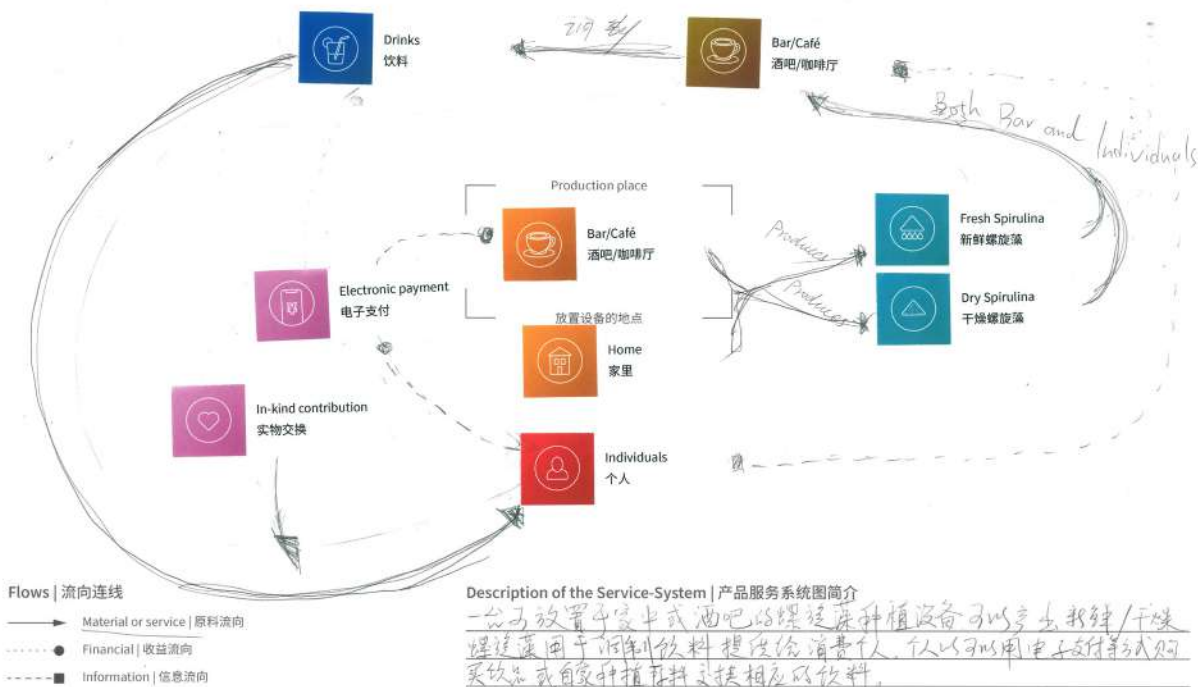 Drinks
饮料
调制
Bar/Café
酒吧/咖啡厅
Both Bar and
Individuals
Production place
Bar/Café
酒吧/咖啡厅
Produces
Fresh Spirulina
新鲜螺旋藻
Electronic payment
电子支付
Produces
Dry Spirulina
干燥螺旋藻
放置设备的地点
Home
家里
In-kind contribution
实物交换
Individuals
个人
Flows | 流向连线
Material or service | 原料流向
Financial | 收益流向
Information | 信息流向
Description of the Service-System | 产品服务系统图简介
一台可放置于家中或酒吧的螺旋藻种植设备可以产出新鲜/干燥
螺旋藻用于调制饮料提供给消费个人.个人可以用电子支付等方式购
买饮品或自家种植原料交换相应的饮料.